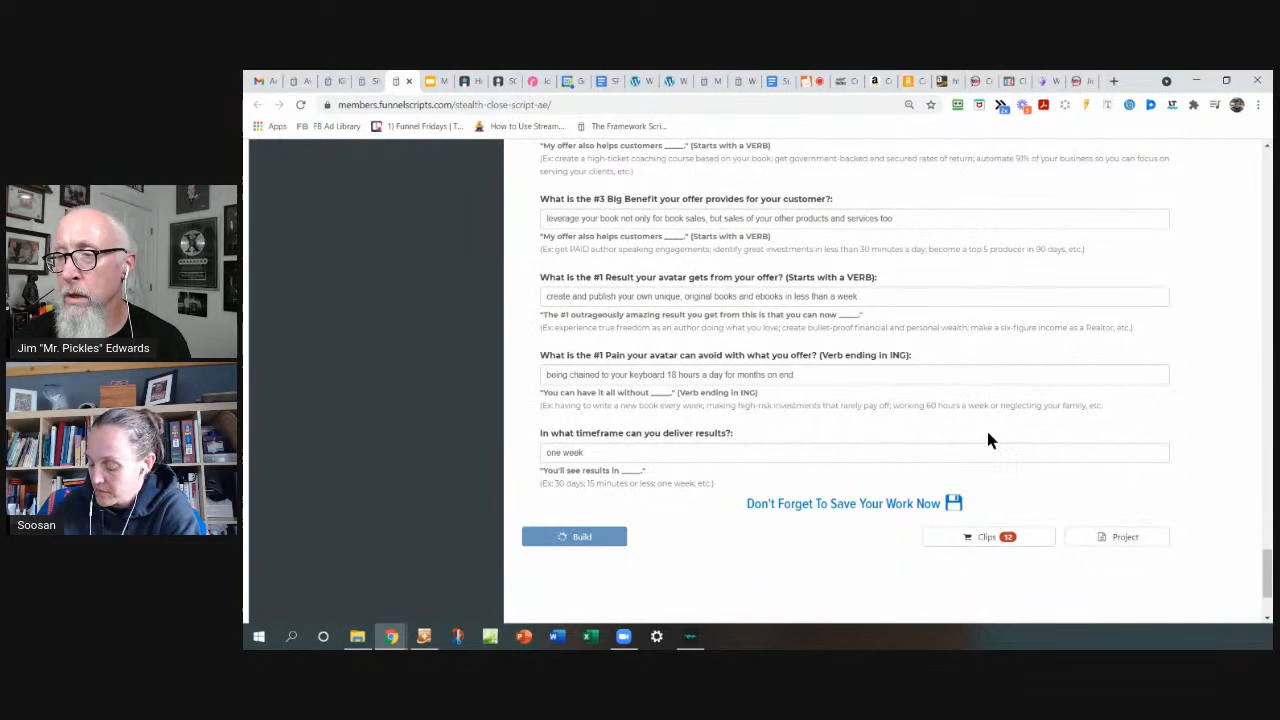 members.funnelscripts.com/stealth-close-script-ae/
Apps
FB Ad Library
1) Funnel Fridays | T...
How to Use Stream...
The Framework Scri...
"My offer also helps customers _____." (Starts with a VERB)
(Ex: create a high-ticket coaching course based on your book; get government-backed and secured rates of return; automate 91% of your business so you can focus on
serving your clients, etc.)
What is the #3 Big Benefit your offer provides for your customer?:
leverage your book not only for book sales, but sales of your other products and services too
"My offer also helps customers _____." (Starts with a VERB)
(Ex: get PAID author speaking engagements; identify great investments in less than 30 minutes a day; become a top 5 producer in 90 days, etc.)
What is the #1 Result your avatar gets from your offer? (Starts with a VERB):
create and publish your own unique, original books and ebooks in less than a week
"The #1 outrageously amazing result you get from this is that you can now _____."
(Ex: experience true freedom as an author doing what you love; create bullet-proof financial and personal wealth; make a six-figure income as a Realtor, etc.)
What is the #1 Pain your avatar can avoid with what you offer? (Verb ending in ING):
being chained to your keyboard 18 hours a day for months on end
"You can have it all without _____." (Verb ending in ING)
(Ex: having to write a new book every week; making high-risk investments that rarely pay off; working 60 hours a week or neglecting your family, etc.
In what timeframe can you deliver results?:
one week
"You'll see results in _____."
(Ex: 30 days; 15 minutes or less; one week; etc.)
Don't Forget To Save Your Work Now
Build
Clips 12
Project
Jim "Mr. Pickles" Edwards
Soosan